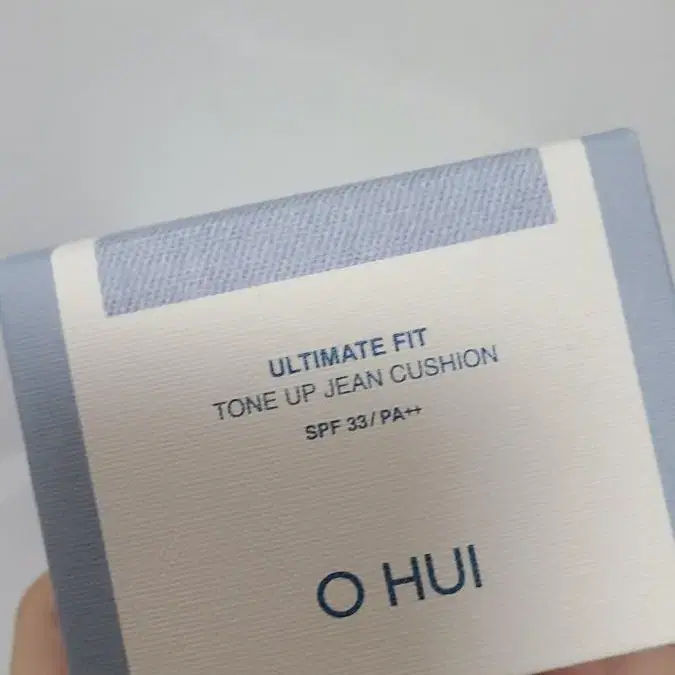 ULTIMATE FIT
TONE UP JEAN CUSHION
SPF 33/PA++
O HUI